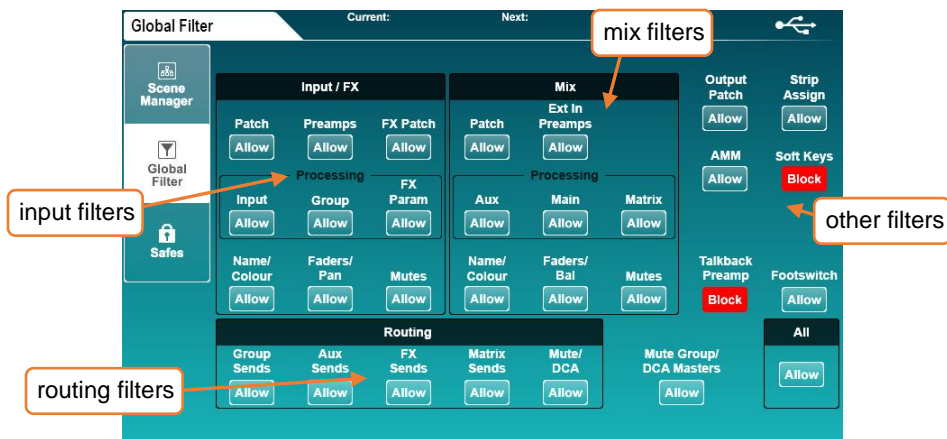 Global Filter
Current:
Next:
mix filters
Scene
Manager
Global
Filter
Safes
input filters
Input / FX
Patch
Preamps
FX Patch
Allow
Allow
Allow
Processing
Input
Group
FX
Param
Allow
Allow
Allow
Name/
Colour
Faders/
Pan
Mutes
Allow
Allow
Allow
Mix
Patch
Ext In
Preamps
Allow
Allow
Processing
Aux
Main
Matrix
Allow
Allow
Allow
Name/
Colour
Faders/
Bal
Mutes
Allow
Allow
Allow
Output
Patch
Strip
Assign
Allow
Allow
AMM
Soft Keys
Allow
Block
other filters
Talkback
Preamp
Footswitch
Block
Allow
routing filters
Routing
Group
Sends
Aux
Sends
FX
Sends
Matrix
Sends
Mute/
DCA
Allow
Allow
Allow
Allow
Allow
Mute Group/
DCA Masters
Allow
All
Allow